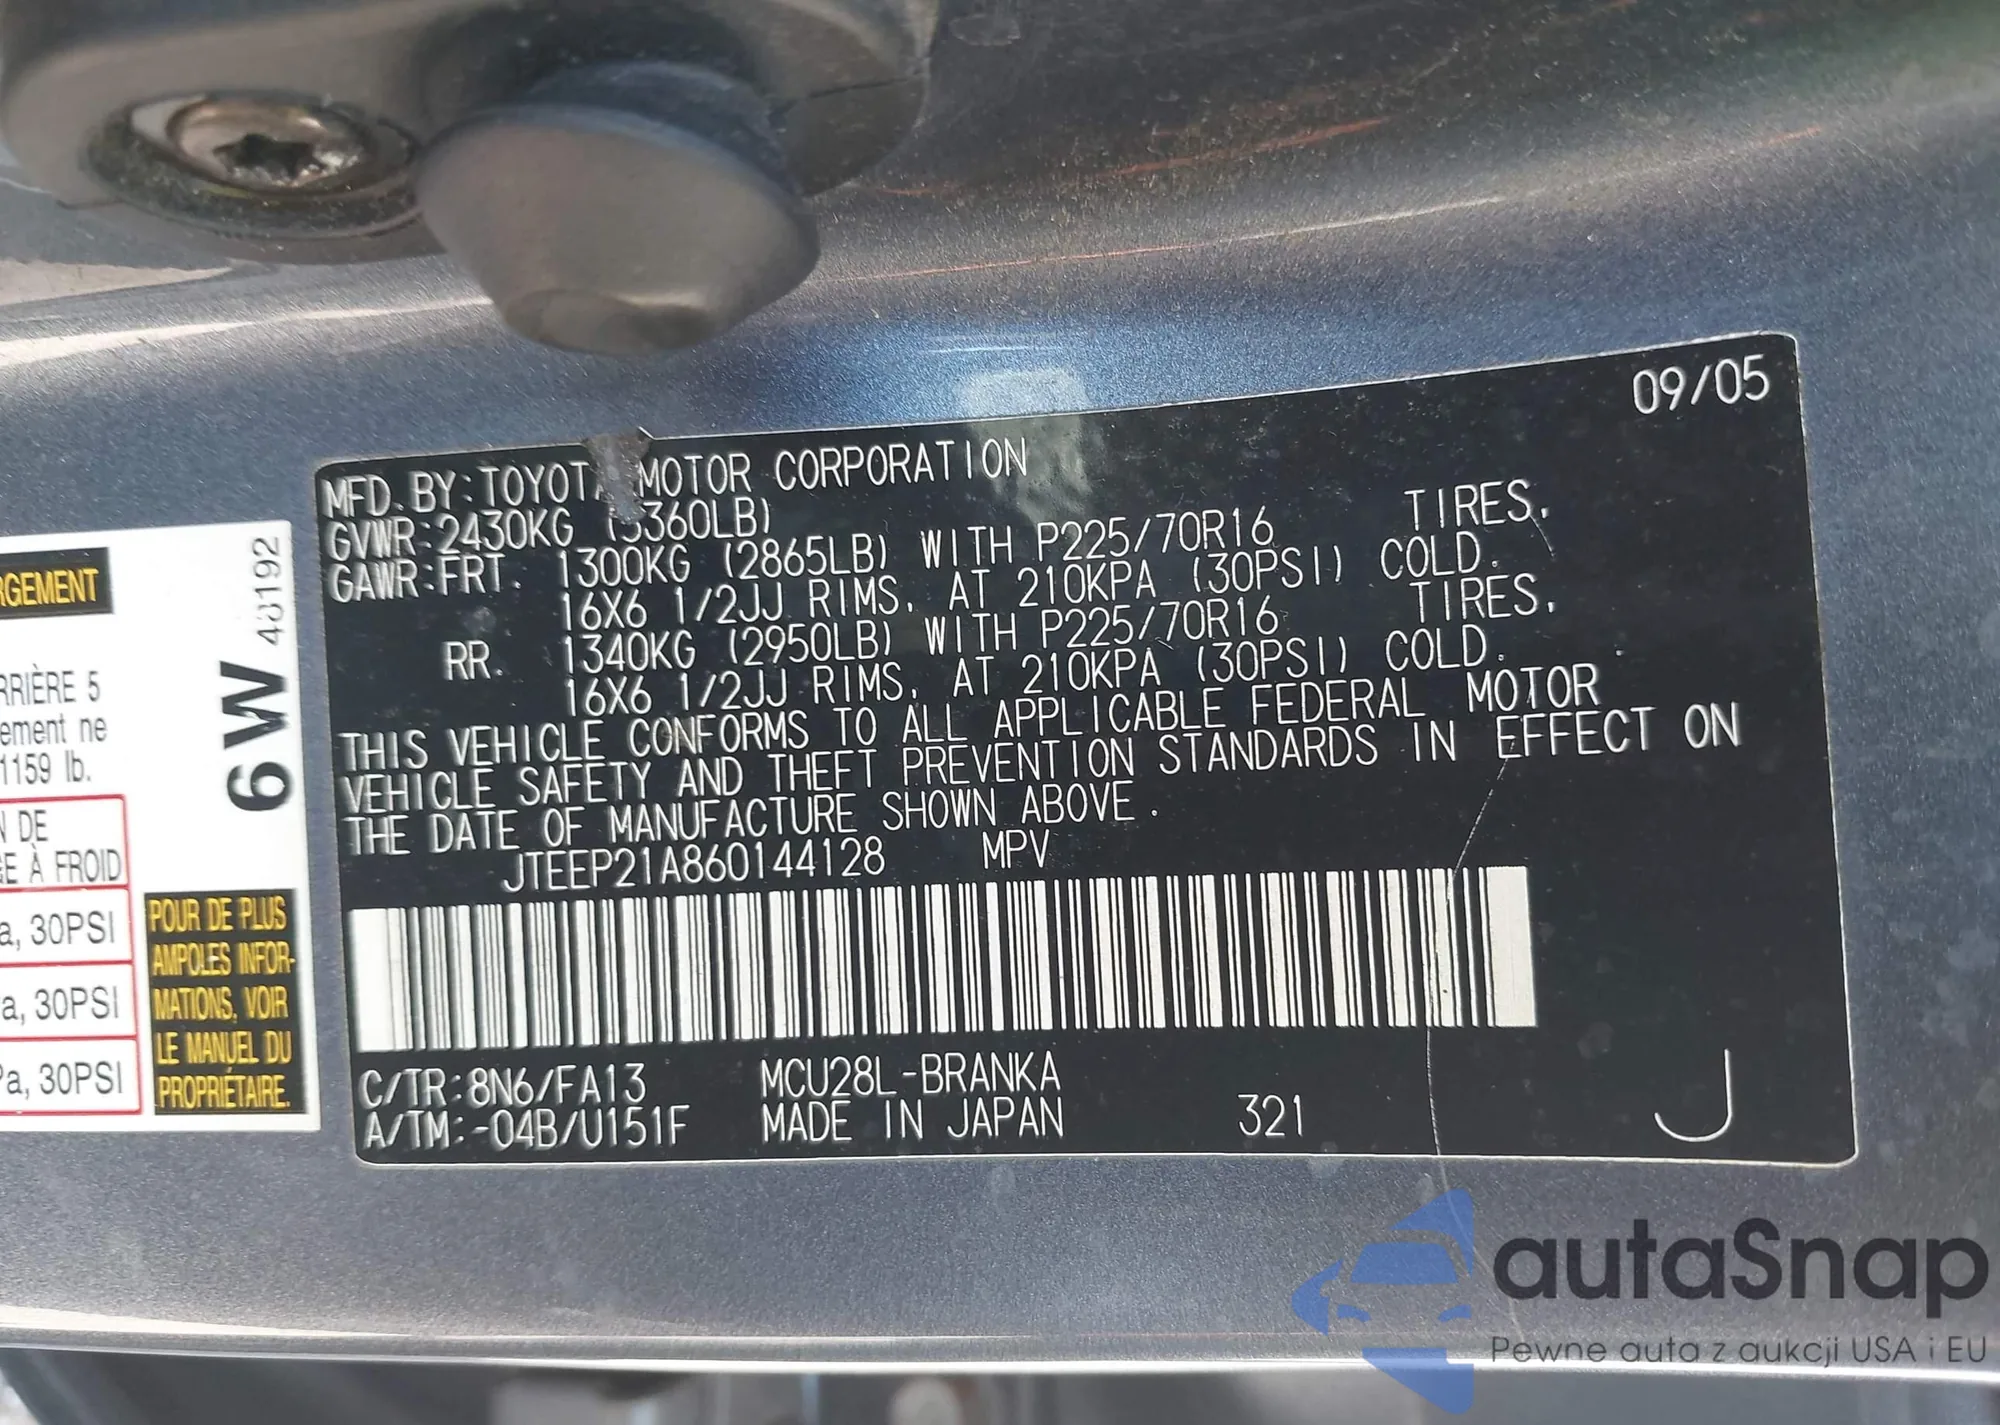 09/05
MFD. BY: TOYOTA MOTOR CORPORATION
GVWR: 2430KG (5360LB)
GAWR: FRT. 1300KG (2865LB) WITH P225/70R16 TIRES,
16X6 1/2JJ RIMS, AT 210KPA (30PSI) COLD.
RR. 1340KG (2950LB) WITH P225/70R16 TIRES,
16X6 1/2JJ RIMS, AT 210KPA (30PSI) COLD.
THIS VEHICLE CONFORMS TO ALL APPLICABLE FEDERAL MOTOR
VEHICLE SAFETY AND THEFT PREVENTION STANDARDS IN EFFECT ON
THE DATE OF MANUFACTURE SHOWN ABOVE.
JTEEP21A860144128 MPV
C/TR: 8N6/FA13 MCU28L-BRANKA
A/TM: -04B/U151F MADE IN JAPAN 321 J
RGEMENT
RRIÈRE 5
ement ne
1159 lb.
N DE
E À FROID
a, 30PSI
a, 30PSI
Pa, 30PSI
6W 48192
POUR DE PLUS
AMPOLES INFOR-
MATIONS, VOIR
LE MANUEL DU
PROPRIÉTAIRE.
autaSnap
Pewne auta z aukcji USA i EU